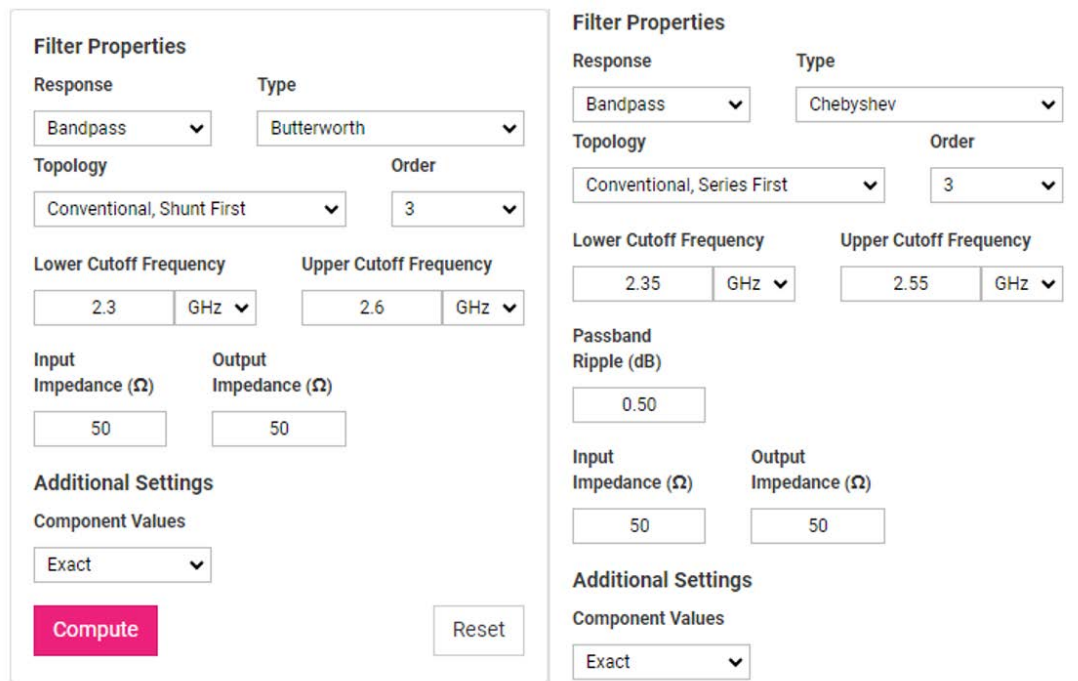 Filter Properties
Response Type
Bandpass Butterworth
Topology Order
Conventional, Shunt First 3
Lower Cutoff Frequency Upper Cutoff Frequency
2.3 GHz 2.6 GHz
Input Output
Impedance (Ω) Impedance (Ω)
50 50
Additional Settings
Component Values
Exact
Compute Reset
Filter Properties
Response Type
Bandpass Chebyshev
Topology Order
Conventional, Series First 3
Lower Cutoff Frequency Upper Cutoff Frequency
2.35 GHz 2.55 GHz
Passband
Ripple (dB)
0.50
Input Output
Impedance (Ω) Impedance (Ω)
50 50
Additional Settings
Component Values
Exact